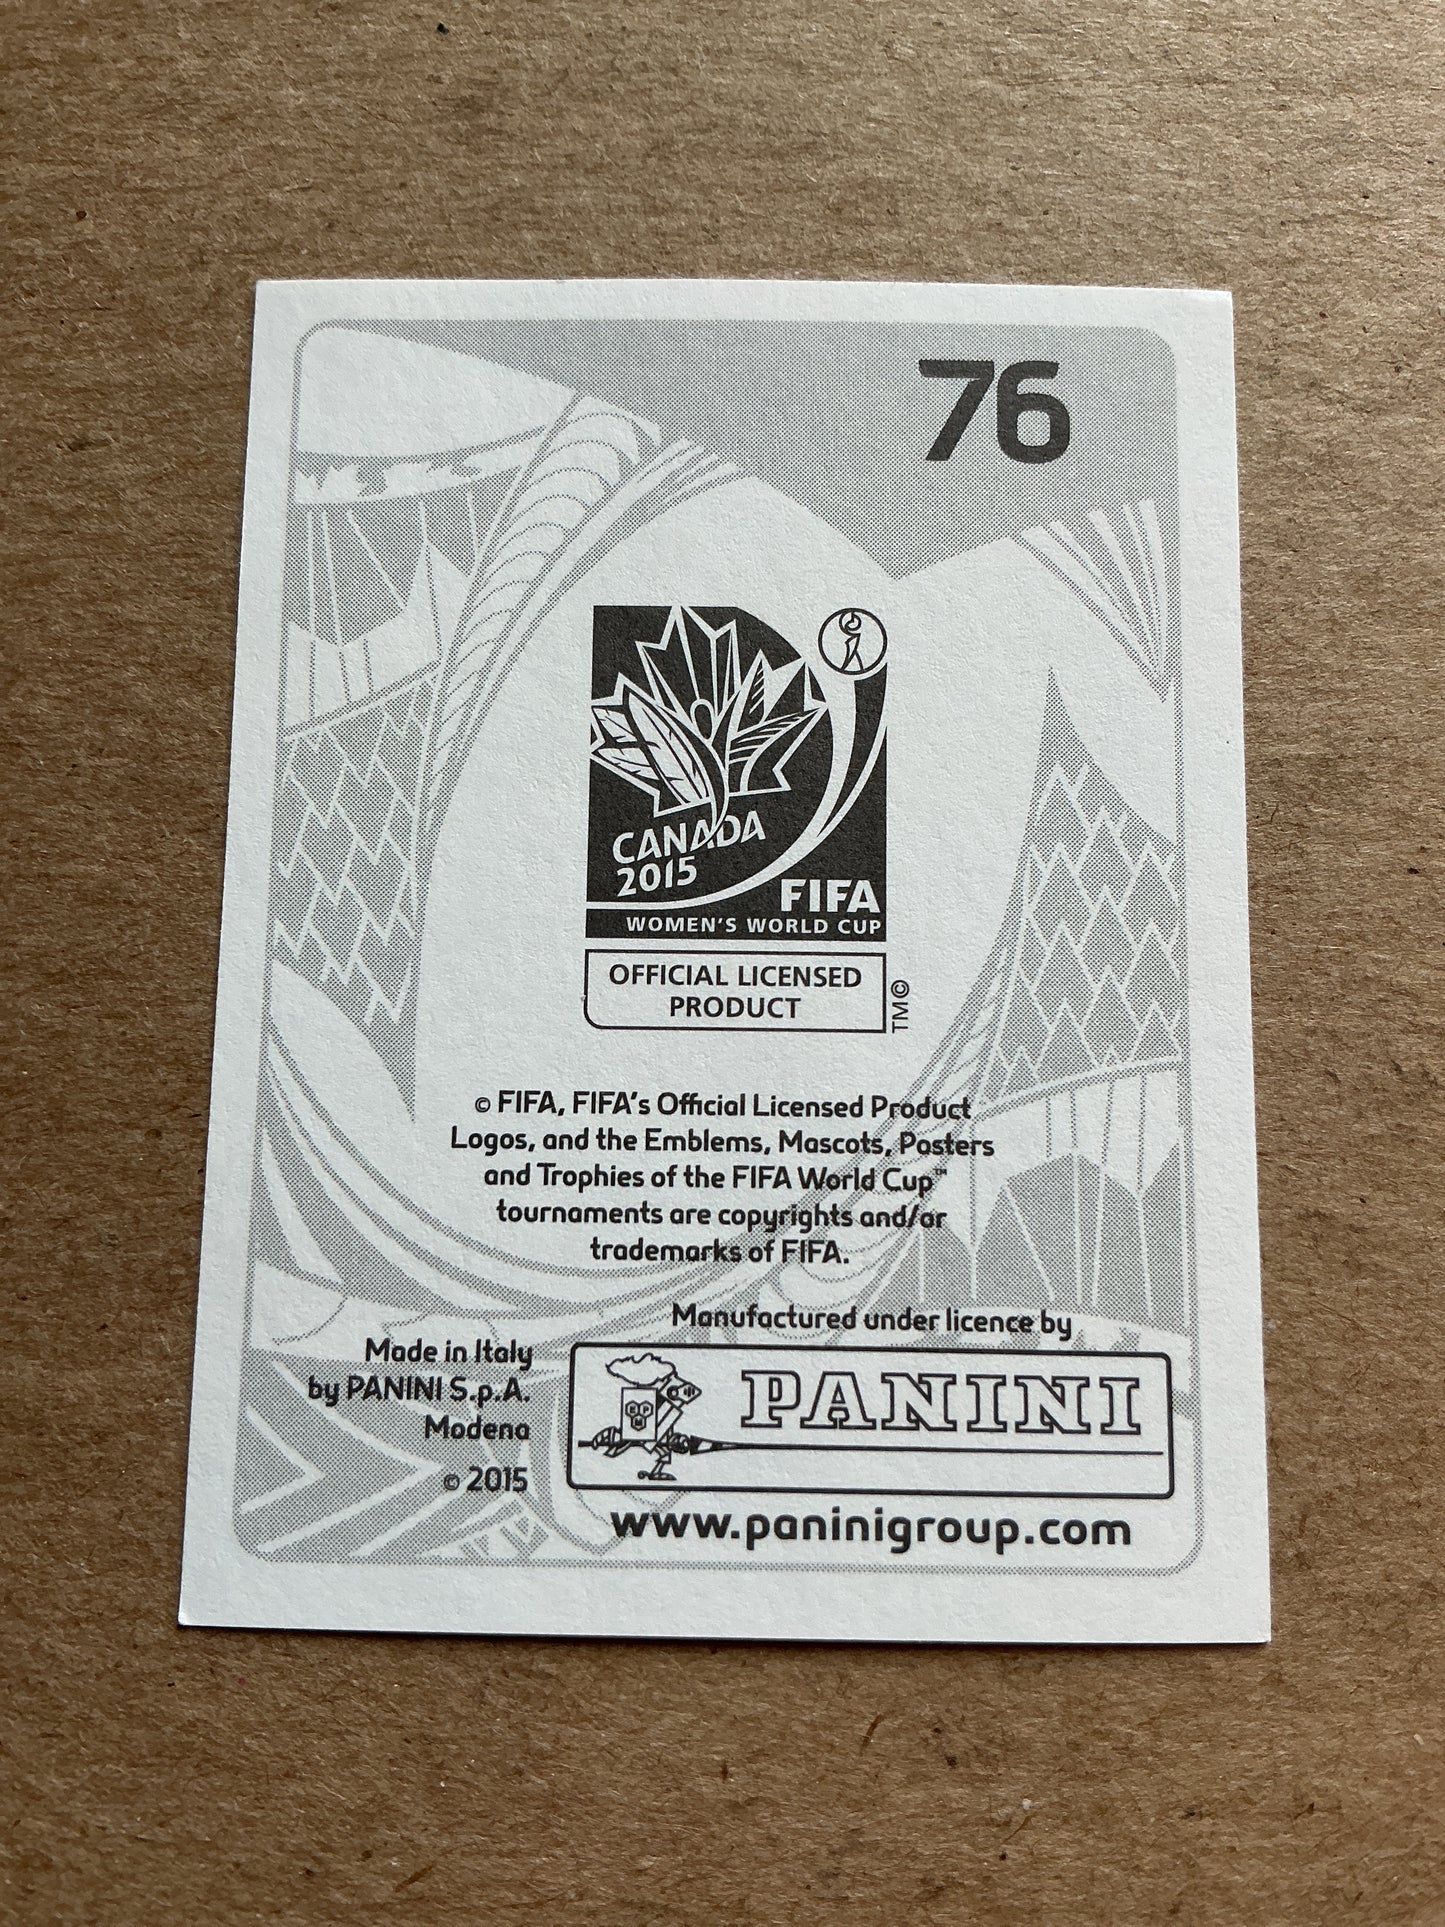 76
CANADA
2015
FIFA
WOMEN'S WORLD CUP
OFFICIAL LICENSED
PRODUCT
TM©
© FIFA, FIFA's Official Licensed Product
Logos, and the Emblems, Mascots, Posters
and Trophies of the FIFA World Cup™
tournaments are copyrights and/or
trademarks of FIFA.
Manufactured under licence by
Made in Italy
by PANINI S.p.A.
Modena
© 2015
E P
M
PANINI
www.paninigroup.com